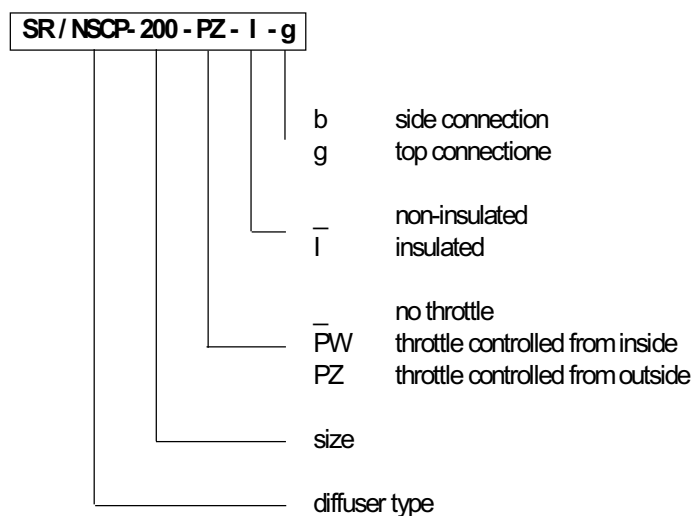 SR / NSCP- 200 - PZ - I - g
b side connection
g top connectione
_ non-insulated
I insulated
_ no throttle
PW throttle controlled from inside
PZ throttle controlled from outside
size
diffuser type